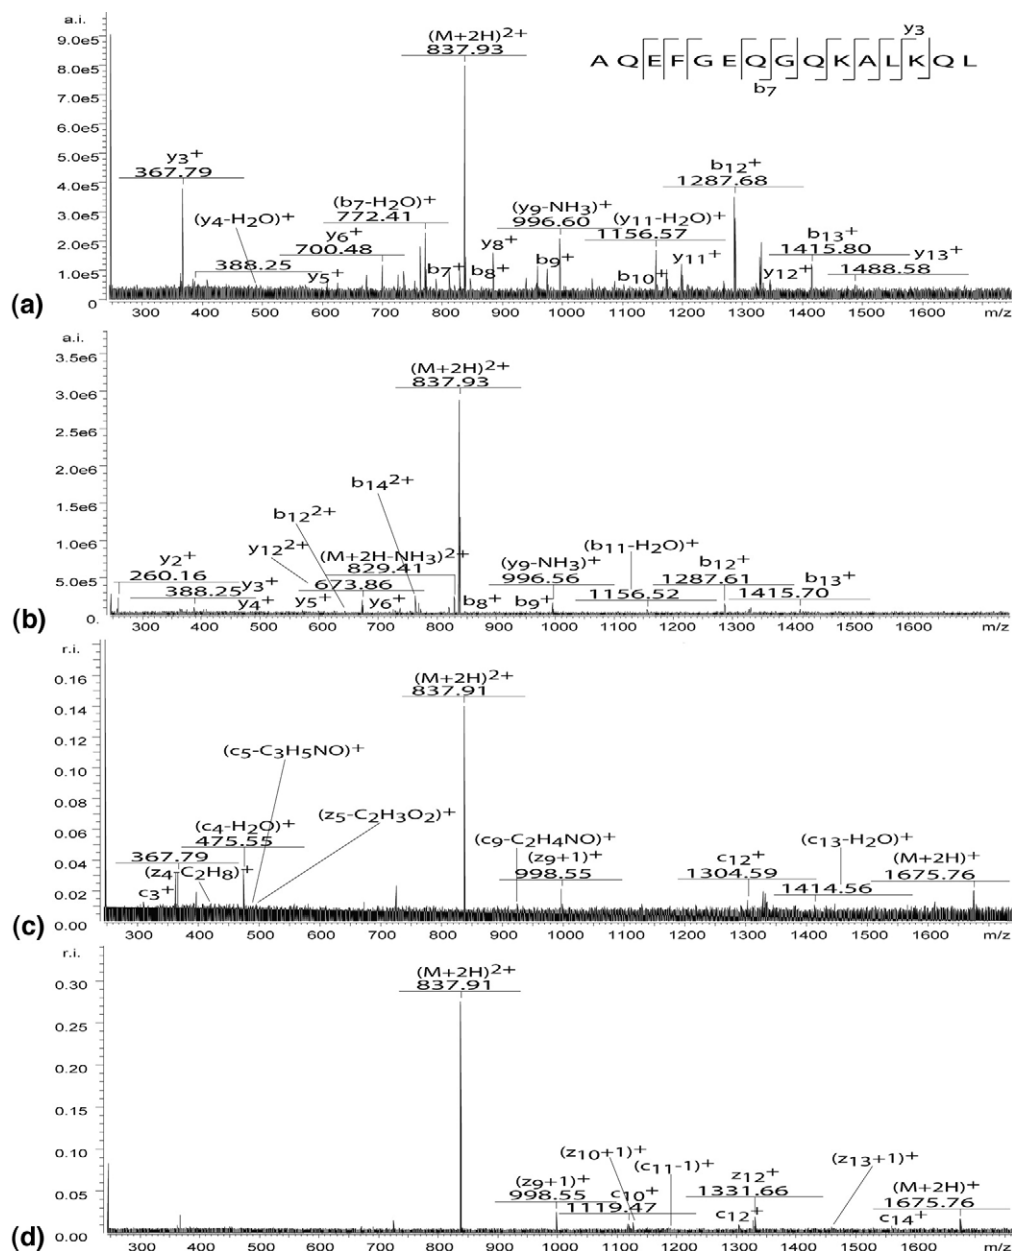 a.i.
(M+2H)2+
837.93
y3
A Q E F G E Q G Q K A L K Q L
b7
9.0e5
8.0e5
7.0e5
6.0e5
5.0e5
4.0e5
3.0e5
2.0e5
1.0e5
0
y3+
367.79
(y4-H2O)+
388.25
y5+
y6+
700.48
(b7-H2O)+
772.41
b7+
b8+
y8+
b9+
(y9-NH3)+
996.60
(y11-H2O)+
1156.57
b10+
y11+
b12+
1287.68
y12+
b13+
1415.80
y13+
1488.58
300 400 500 600 700 800 900 1000 1100 1200 1300 1400 1500 1600 m/z
(a)
a.i.
3.5e6
3.0e6
2.5e6
2.0e6
1.5e6
1.0e6
5.0e5
0.
(M+2H)2+
837.93
b14 2+
b12 2+
y12 2+
(M+2H-NH3)2+
829.41
673.86
y2+
260.16
388.25
y3+
y4+
y5+
y6+
b8+
b9+
(y9-NH3)+
996.56
(b11-H2O)+
1156.52
b12+
1287.61
b13+
1415.70
300 400 500 600 700 800 900 1000 1100 1200 1300 1400 1500 1600 m/z
(b)
r.i.
0.16
0.14
0.12
0.10
0.08
0.06
0.04
0.02
0.00
(M+2H)2+
837.91
(c5-C3H5NO)+
(z5-C2H3O2)+
(c4-H2O)+
475.55
367.79
(z4-C2H8)+
c3+
(c9-C2H4NO)+
(z9+1)+
998.55
c12+
1304.59
(c13-H2O)+
1414.56
(M+2H)+
1675.76
300 400 500 600 700 800 900 1000 1100 1200 1300 1400 1500 1600 m/z
(c)
r.i.
0.30
0.25
0.20
0.15
0.10
0.05
0.00
(M+2H)2+
837.91
(z9+1)+
998.55
(z10+1)+
c10+
1119.47
(c11-1)+
z12+
1331.66
c12+
(z13+1)+
c14+
(M+2H)+
1675.76
300 400 500 600 700 800 900 1000 1100 1200 1300 1400 1500 1600 m/z
(d)